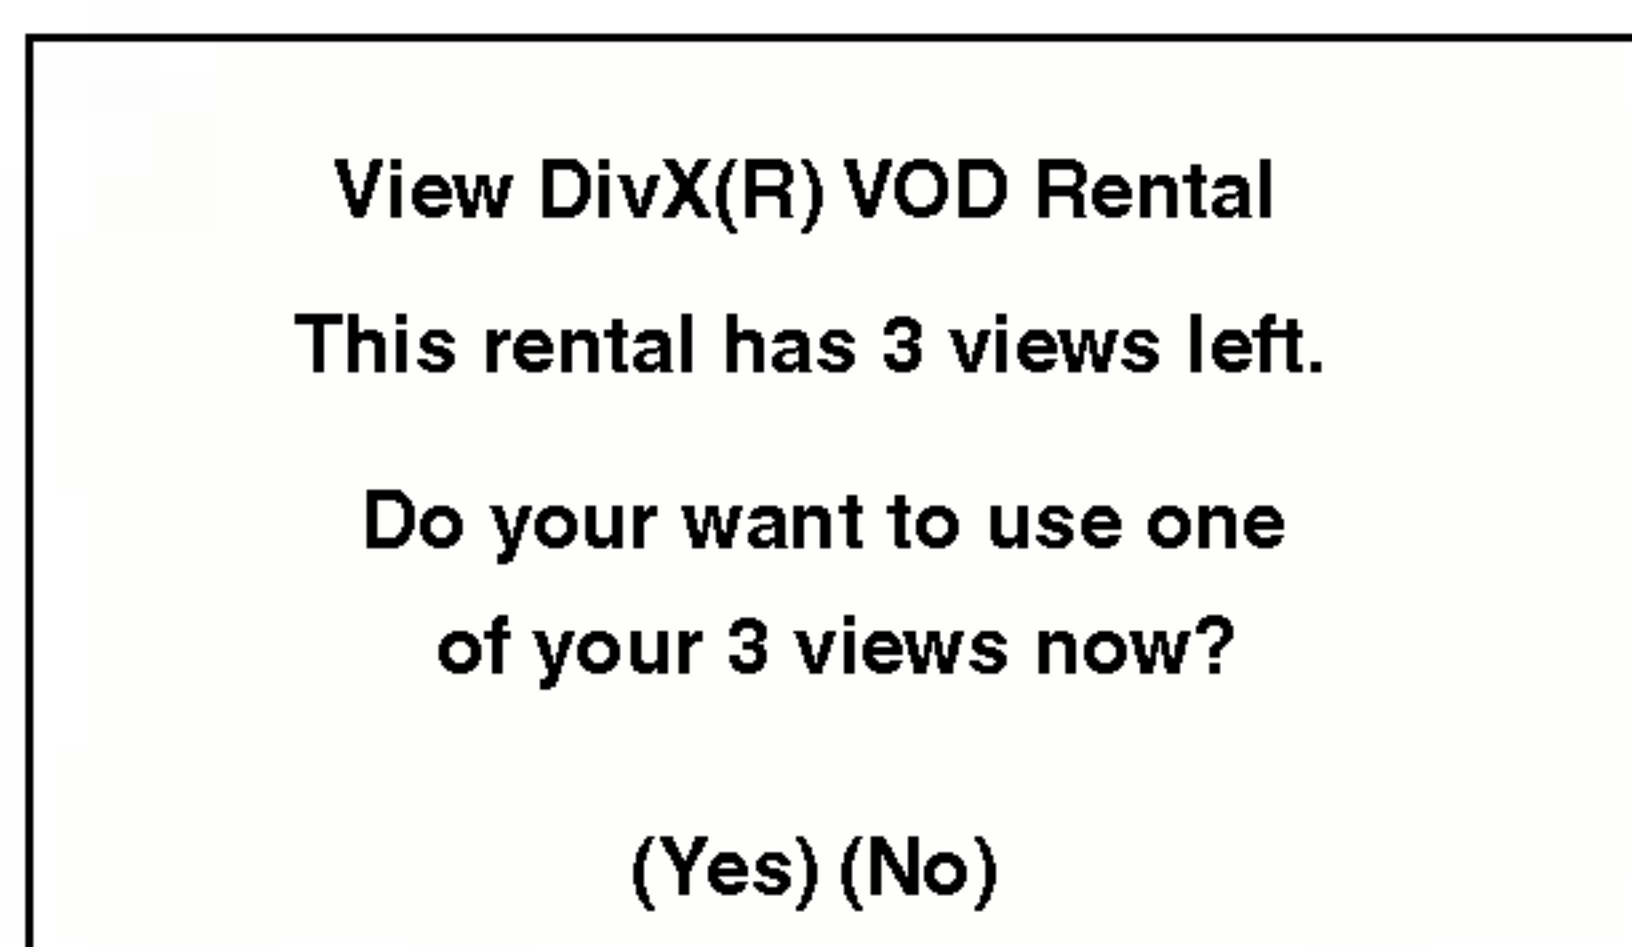 View DivX(R) VOD Rental
This rental has 3 views left.
Do your want to use one
of your 3 views now?
(Yes) (No)